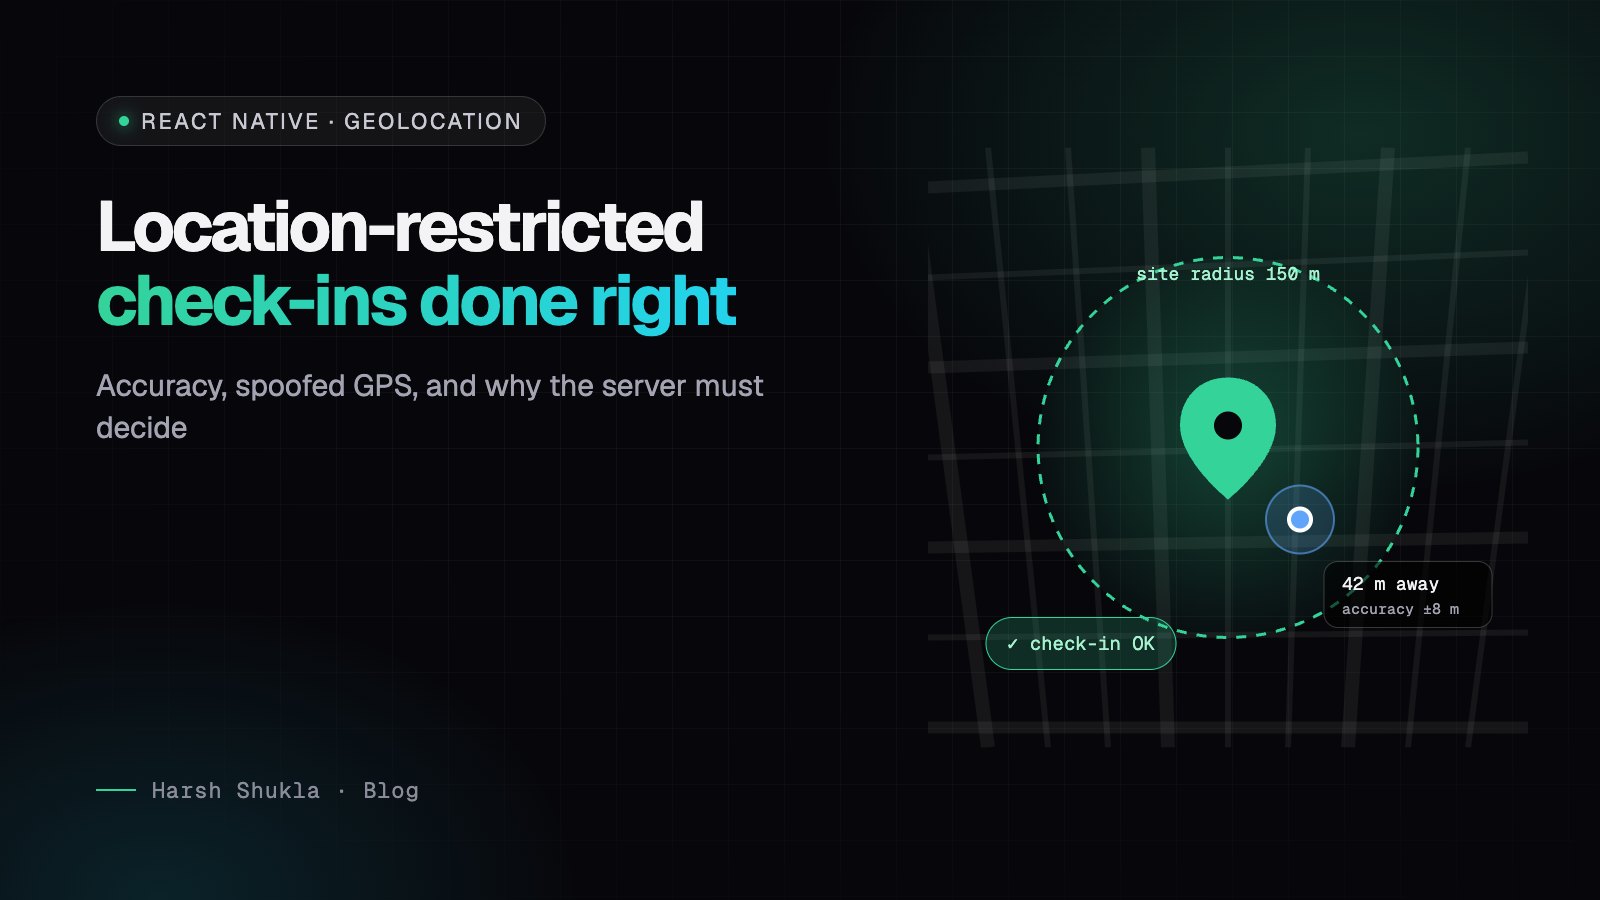 REACT NATIVE · GEOLOCATION
Location-restricted
check-ins done right
Accuracy, spoofed GPS, and why the server must
decide
site radius 150 m
42 m away
accuracy ±8 m
✓ check-in OK
Harsh Shukla · Blog